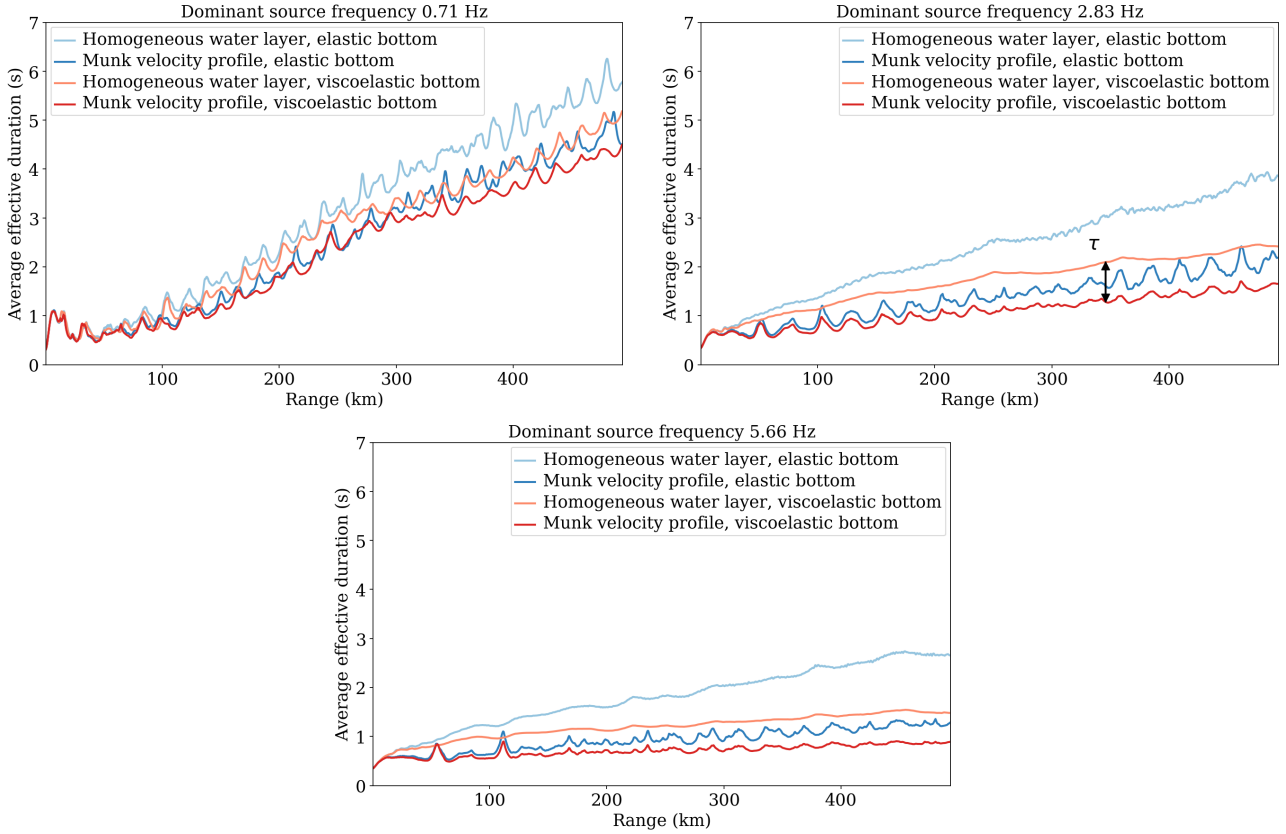 Dominant source frequency 0.71 Hz
Homogeneous water layer, elastic bottom
Munk velocity profile, elastic bottom
Homogeneous water layer, viscoelastic bottom
Munk velocity profile, viscoelastic bottom
Average effective duration (s)
7
6
5
4
3
2
1
0
100
200
300
400
Range (km)
Dominant source frequency 2.83 Hz
Homogeneous water layer, elastic bottom
Munk velocity profile, elastic bottom
Homogeneous water layer, viscoelastic bottom
Munk velocity profile, viscoelastic bottom
Average effective duration (s)
7
6
5
4
3
2
1
0
τ
100
200
300
400
Range (km)
Dominant source frequency 5.66 Hz
Homogeneous water layer, elastic bottom
Munk velocity profile, elastic bottom
Homogeneous water layer, viscoelastic bottom
Munk velocity profile, viscoelastic bottom
Average effective duration (s)
7
6
5
4
3
2
1
0
100
200
300
400
Range (km)